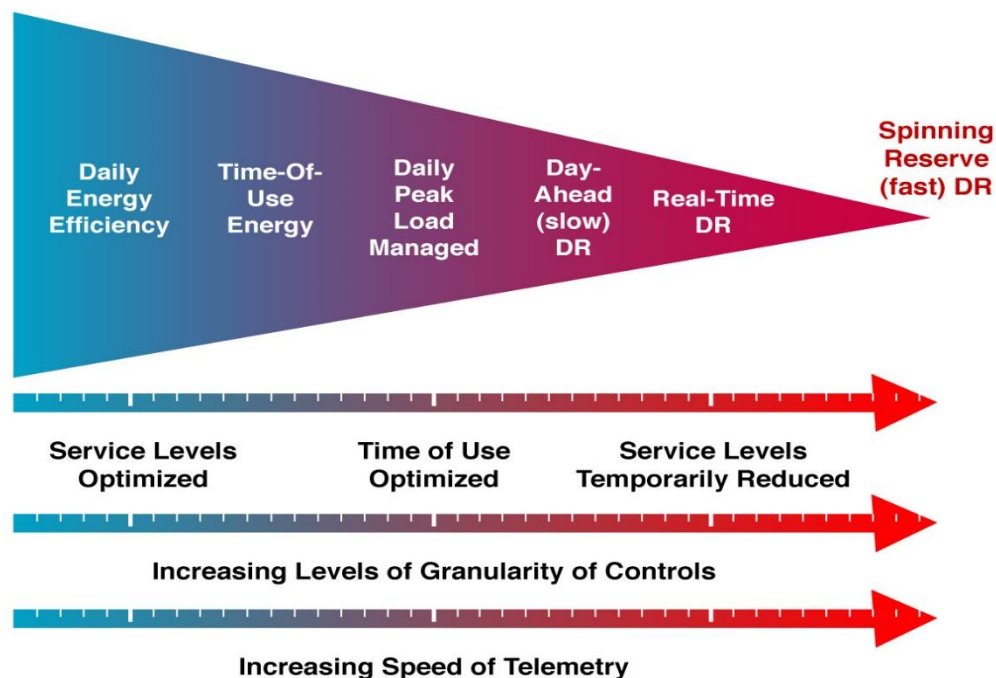 Daily
Energy
Efficiency
Time-Of-
Use
Energy
Daily
Peak
Load
Managed
Day-
Ahead
(slow)
DR
Real-Time
DR
Spinning
Reserve
(fast) DR
Service Levels
Optimized
Time of Use
Optimized
Service Levels
Temporarily Reduced
Increasing Levels of Granularity of Controls
Increasing Speed of Telemetry